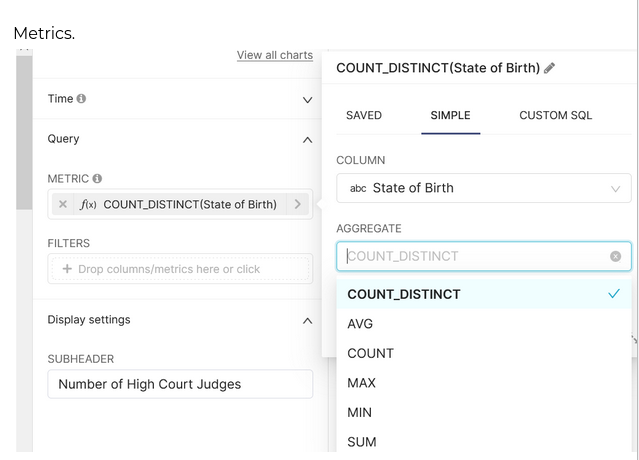 Metrics.
View all charts
Time
Query
METRIC
f(x) COUNT_DISTINCT(State of Birth)
FILTERS
+ Drop columns/metrics here or click
Display settings
SUBHEADER
Number of High Court Judges
COUNT_DISTINCT(State of Birth)
SAVED SIMPLE CUSTOM SQL
COLUMN
abc State of Birth
AGGREGATE
COUNT_DISTINCT
COUNT_DISTINCT
AVG
COUNT
MAX
MIN
SUM